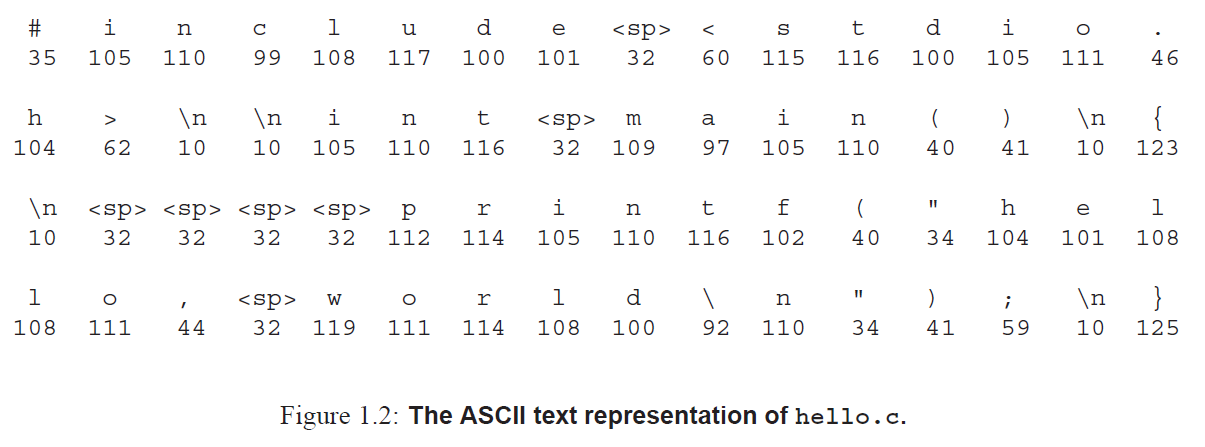 # i n c l u d e <sp> < s t d i o .
35 105 110 99 108 117 100 101 32 60 115 116 100 105 111 46
h > \n \n i n t <sp> m a i n ( ) \n {
104 62 10 10 105 110 116 32 109 97 105 110 40 41 10 123
\n <sp> <sp> <sp> <sp> p r i n t f ( " h e l
10 32 32 32 32 112 114 105 110 116 102 40 34 104 101 108
l o , <sp> w o r l d \ n " ) ; \n }
108 111 44 32 119 111 114 108 100 92 110 34 41 59 10 125
Figure 1.2: The ASCII text representation of hello.c.